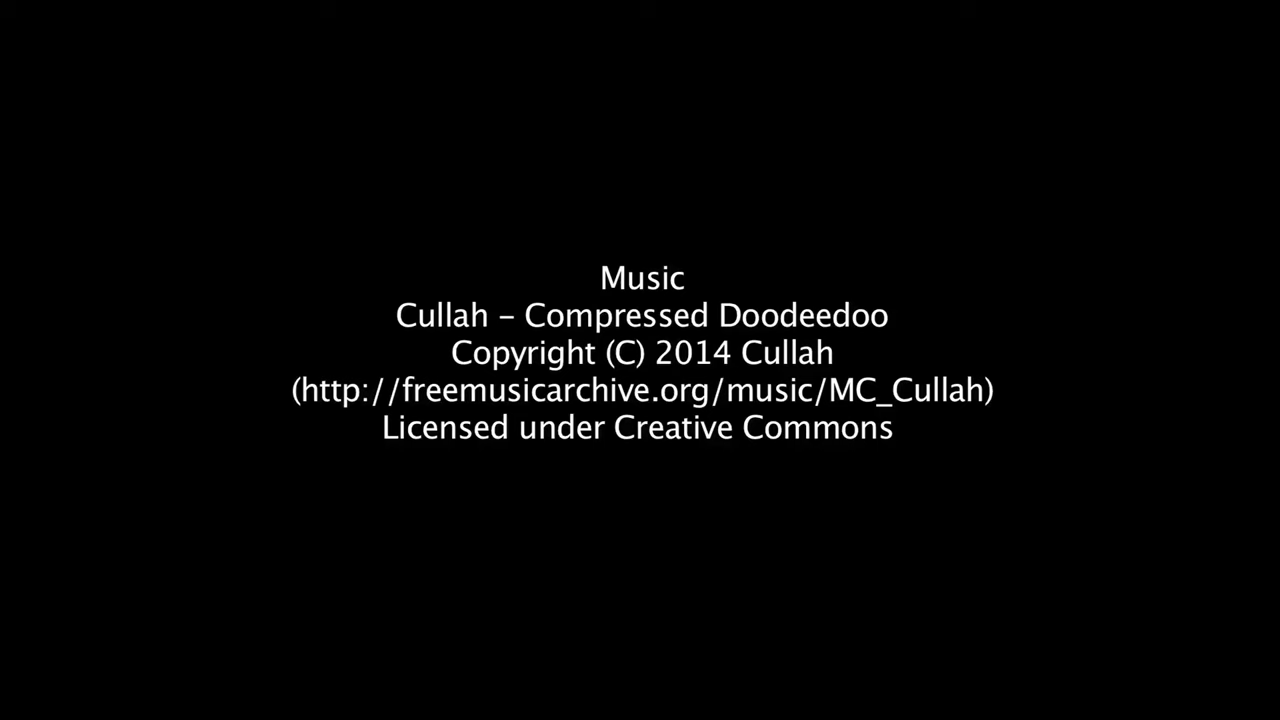 Music
Cullah – Compressed Doodeedoo
Copyright (C) 2014 Cullah
(http://freemusicarchive.org/music/MC_Cullah)
Licensed under Creative Commons